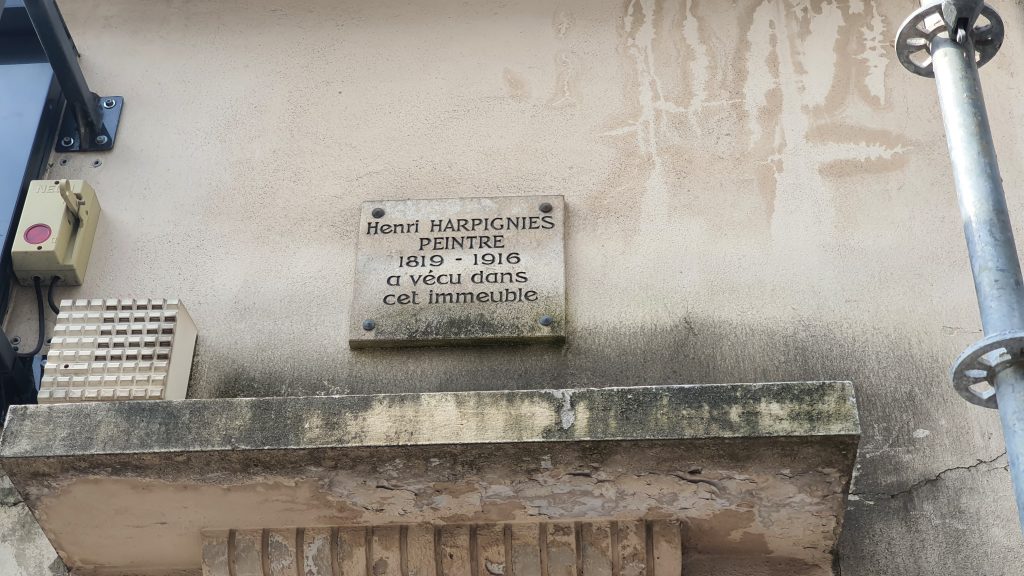 Henri HARPIGNIES
PEINTRE
1819 - 1916
a vécu dans
cet immeuble